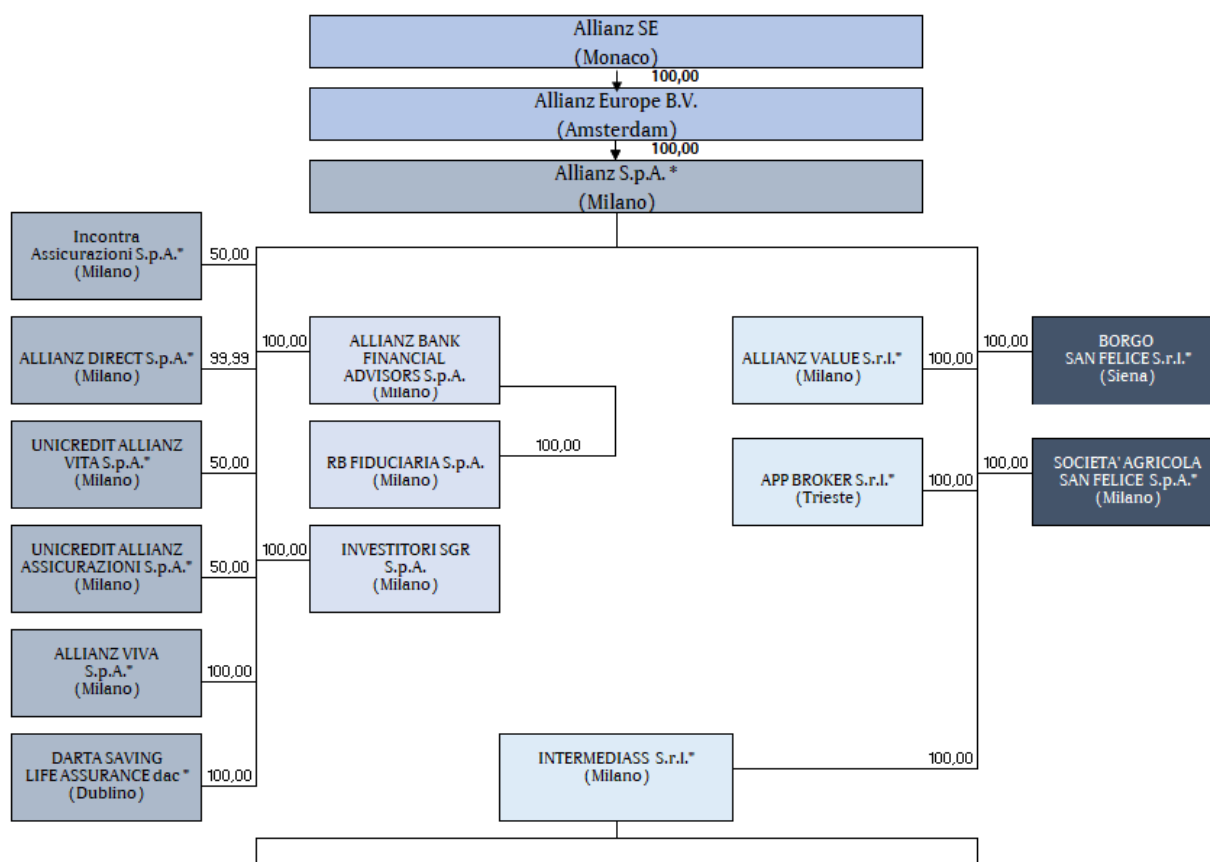 Allianz SE
(Monaco)
100,00
Allianz Europe B.V.
(Amsterdam)
100,00
Allianz S.p.A. *
(Milano)
Incontra
Assicurazioni S.p.A.*
(Milano)
50,00
ALLIANZ DIRECT S.p.A.*
(Milano)
99,99
100,00
ALLIANZ BANK
FINANCIAL
ADVISORS S.p.A.
(Milano)
ALLIANZ VALUE S.r.l.*
(Milano)
100,00
100,00
BORGO
SAN FELICE S.r.l.*
(Siena)
UNICREDIT ALLIANZ
VITA S.p.A.*
(Milano)
50,00
RB FIDUCIARIA S.p.A.
(Milano)
100,00
APP BROKER S.r.l.*
(Trieste)
100,00
100,00
SOCIETA' AGRICOLA
SAN FELICE S.p.A.*
(Milano)
UNICREDIT ALLIANZ
ASSICURAZIONI S.p.A.*
(Milano)
50,00
100,00
INVESTITORI SGR
S.p.A.
(Milano)
ALLIANZ VIVA
S.p.A.*
(Milano)
100,00
DARTA SAVING
LIFE ASSURANCE dac *
(Dublino)
100,00
INTERMEDIASS S.r.l.*
(Milano)
100,00